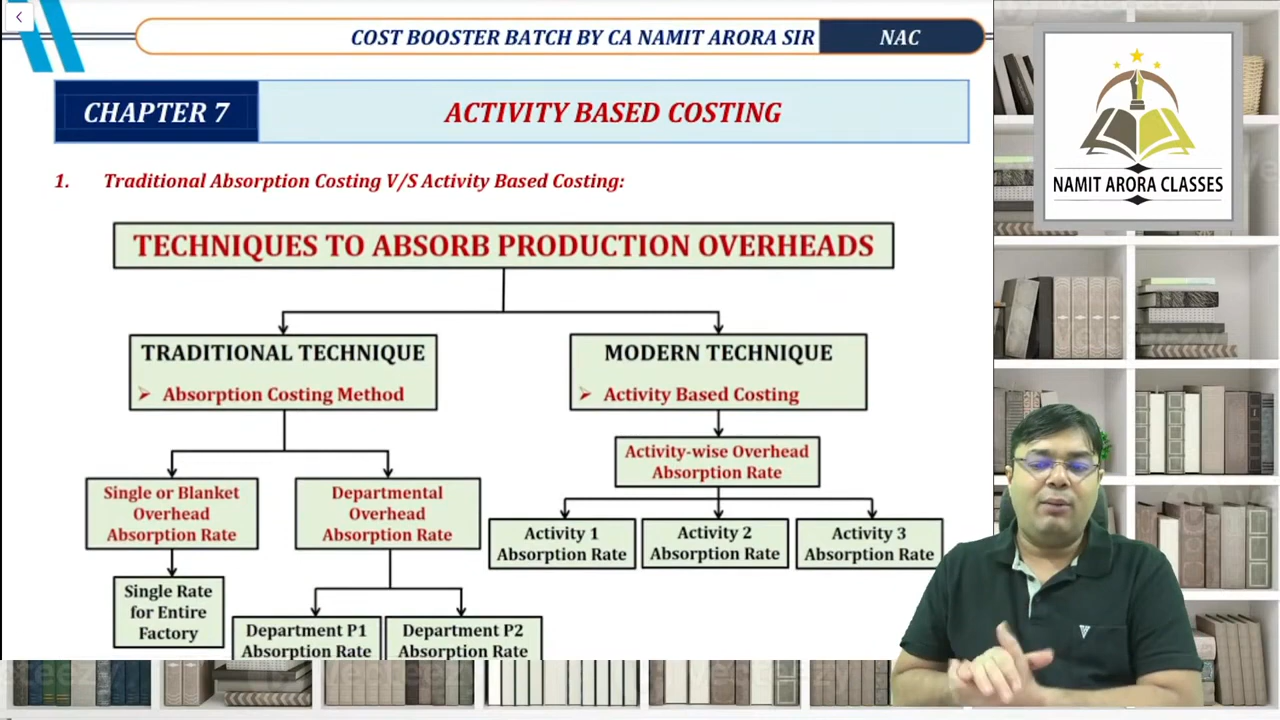 COST BOOSTER BATCH BY CA NAMIT ARORA SIR
NAC
CHAPTER 7
ACTIVITY BASED COSTING
1. Traditional Absorption Costing V/S Activity Based Costing:
TECHNIQUES TO ABSORB PRODUCTION OVERHEADS
TRADITIONAL TECHNIQUE
➢ Absorption Costing Method
MODERN TECHNIQUE
➢ Activity Based Costing
Single or Blanket
Overhead
Absorption Rate
Departmental
Overhead
Absorption Rate
Activity-wise Overhead
Absorption Rate
Activity 1
Absorption Rate
Activity 2
Absorption Rate
Activity 3
Absorption Rate
Single Rate
for Entire
Factory
Department P1
Absorption Rate
Department P2
Absorption Rate
NAMIT ARORA CLASSES